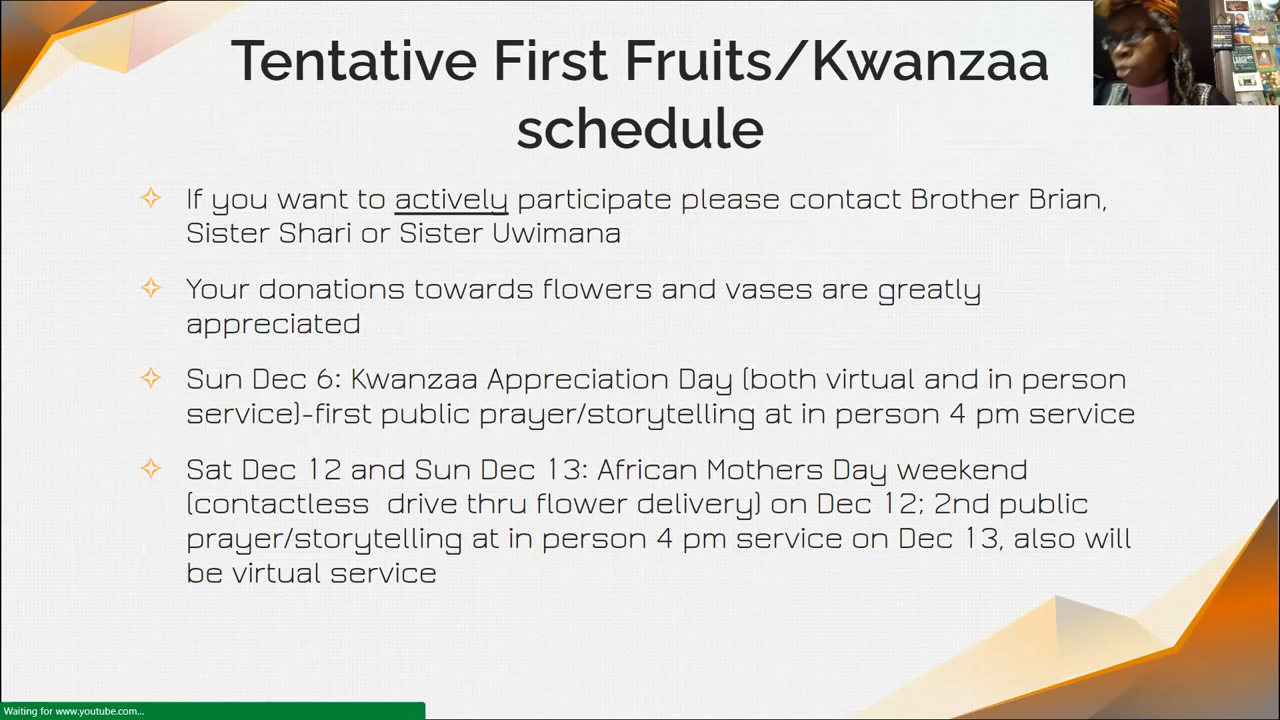 Tentative First Fruits/Kwanzaa
schedule
If you want to actively participate please contact Brother Brian,
Sister Shari or Sister Uwimana
Your donations towards flowers and vases are greatly
appreciated
Sun Dec 6: Kwanzaa Appreciation Day (both virtual and in person
service)-first public prayer/storytelling at in person 4 pm service
Sat Dec 12 and Sun Dec 13: African Mothers Day weekend
(contactless drive thru flower delivery) on Dec 12; 2nd public
prayer/storytelling at in person 4 pm service on Dec 13, also will
be virtual service
Waiting for www.youtube.com...